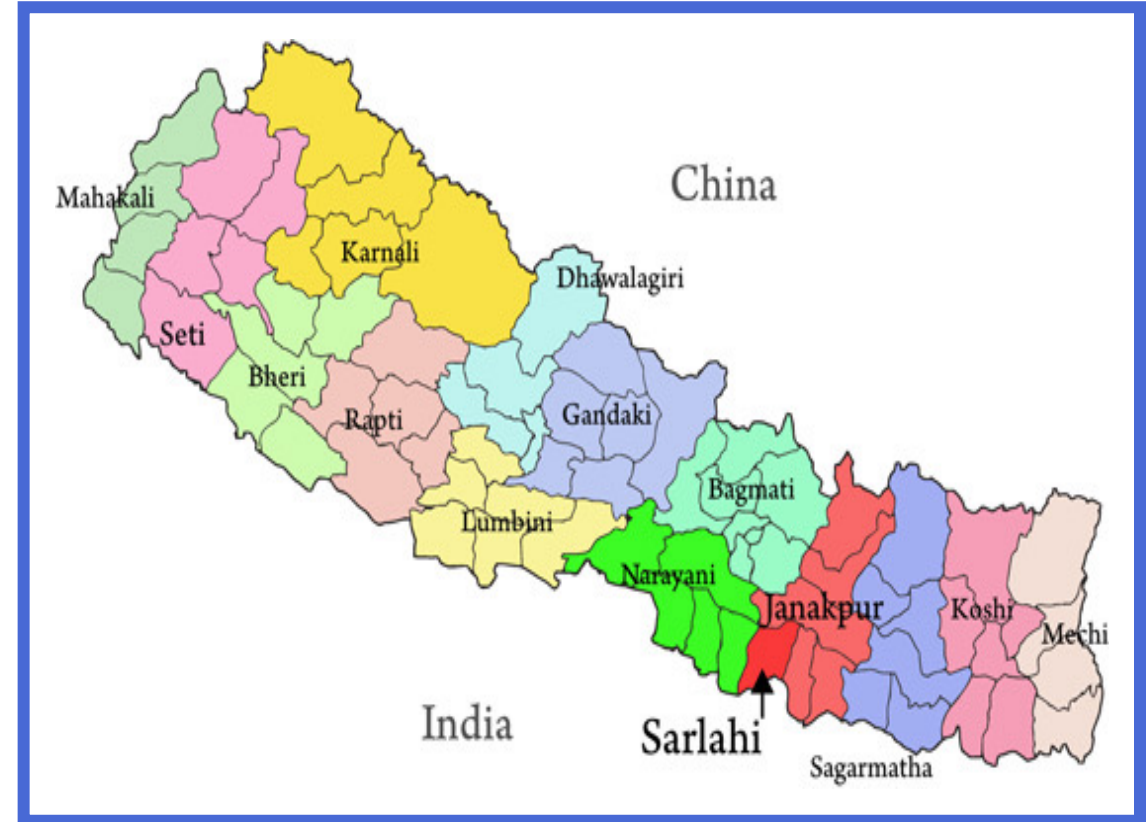 China
Mahakali
Karnali
Dhawalagiri
Seti
Bheri
Rapti
Gandaki
Bagmati
Lumbini
Narayani
Janakpur
Koshi
Mechi
India
Sarlahi
Sagarmatha